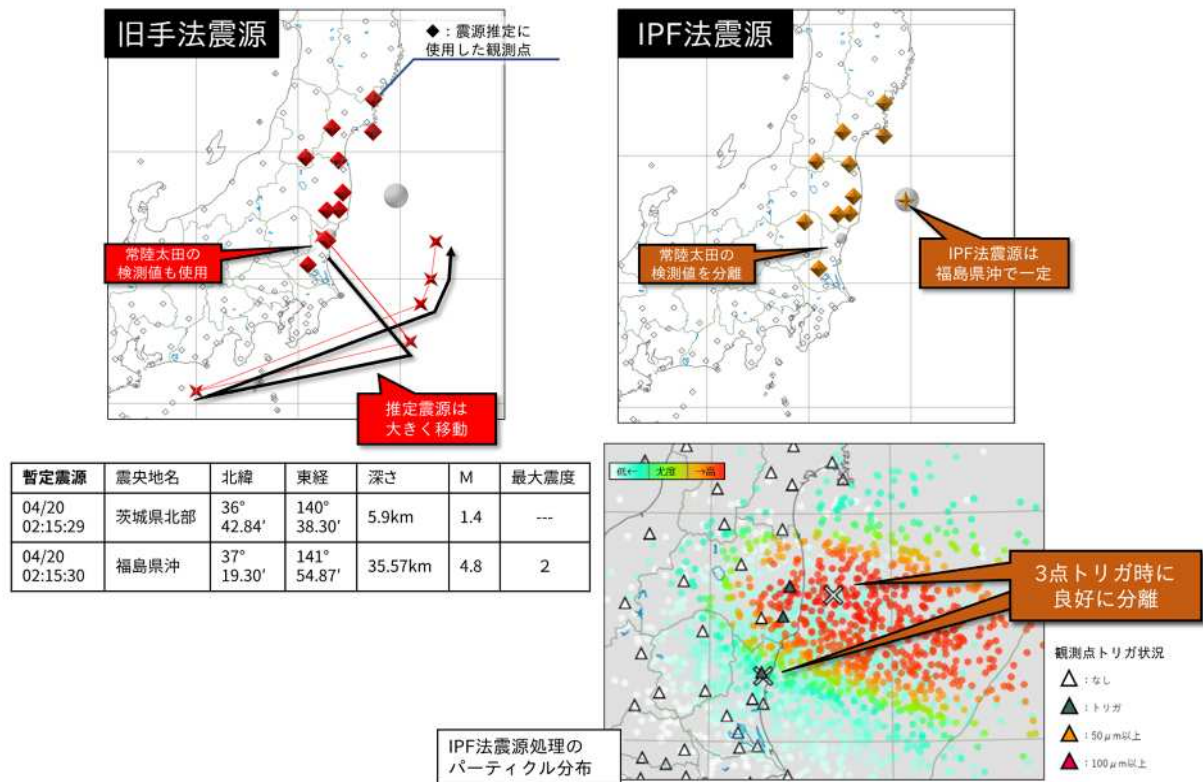 旧手法震源
◆：震源推定に
使用した観測点
常陸太田の
検測値も使用
推定震源は
大きく移動
IPF法震源
常陸太田の
検測値を分離
IPF法震源は
福島県沖で一定
暫定震源 震央地名 北緯 東経 深さ M 最大震度
04/20
02:15:29 茨城県北部 36°
42.84′ 140°
38.30′ 5.9km 1.4 ---
04/20
02:15:30 福島県沖 37°
19.30′ 141°
54.87′ 35.57km 4.8 2
低← 尤度 →高
3点トリガ時に
良好に分離
観測点トリガ状況
△：なし
▲：トリガ
▲：50μm以上
▲：100μm以上
IPF法震源処理の
パーティクル分布